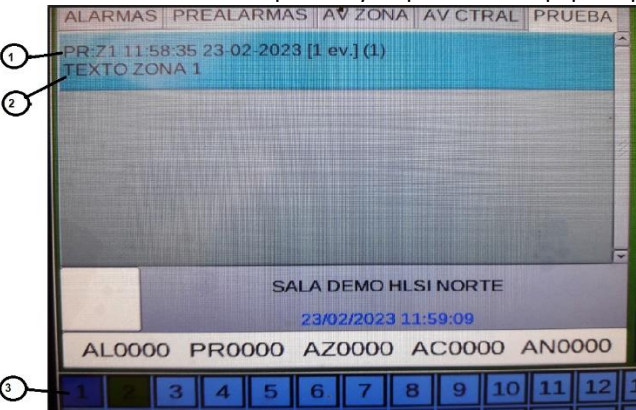 ALARMAS PREALARMAS AV ZONA AV CTRAL PRUEBA
1
PR:Z1 11:58:35 23-02-2023 [1 ev.] (1)
2
TEXTO ZONA 1
SALA DEMO HLSI NORTE
23/02/2023 11:59:09
AL0000 PR0000 AZ0000 AC0000 AN0000
3
1 2 3 4 5 6 7 8 9 10 11 12